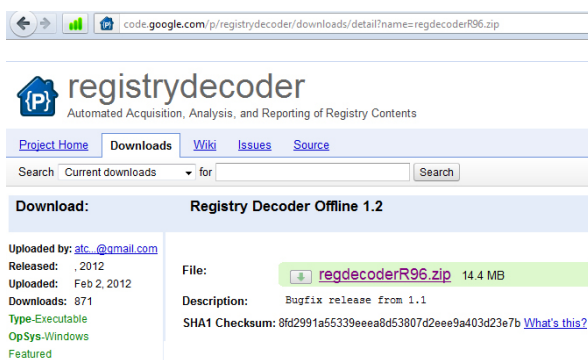 code.google.com/p/registrydecoder/downloads/detail?name=regdecoderR96.zip
{P}
registrydecoder
Automated Acquisition, Analysis, and Reporting of Registry Contents
Project Home Downloads Wiki Issues Source
Search Current downloads for Search
Download: Registry Decoder Offline 1.2
Uploaded by: atc...@gmail.com
Released: , 2012
Uploaded: Feb 2, 2012
Downloads: 871
Type-Executable
OpSys-Windows
Featured
File: regdecoderR96.zip 14.4 MB
Description: Bugfix release from 1.1
SHA1 Checksum: 8fd2991a55339eeea8d53807d2eee9a403d23e7b What's this?